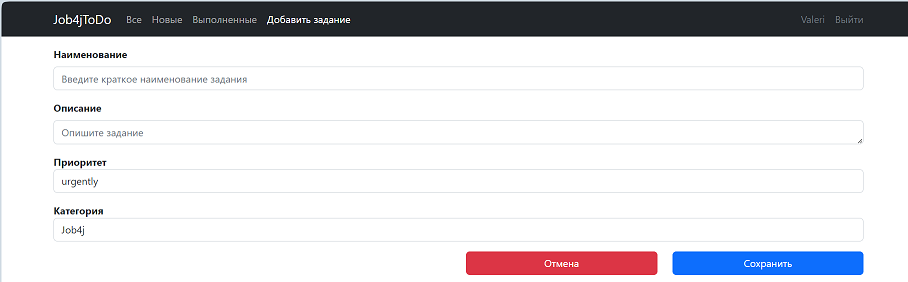 Job4jToDo Все Новые Выполненные Добавить задание Valeri Выйти
Наименование
Введите краткое наименование задания
Описание
Опишите задание
Приоритет
urgently
Категория
Job4j
Отмена Сохранить